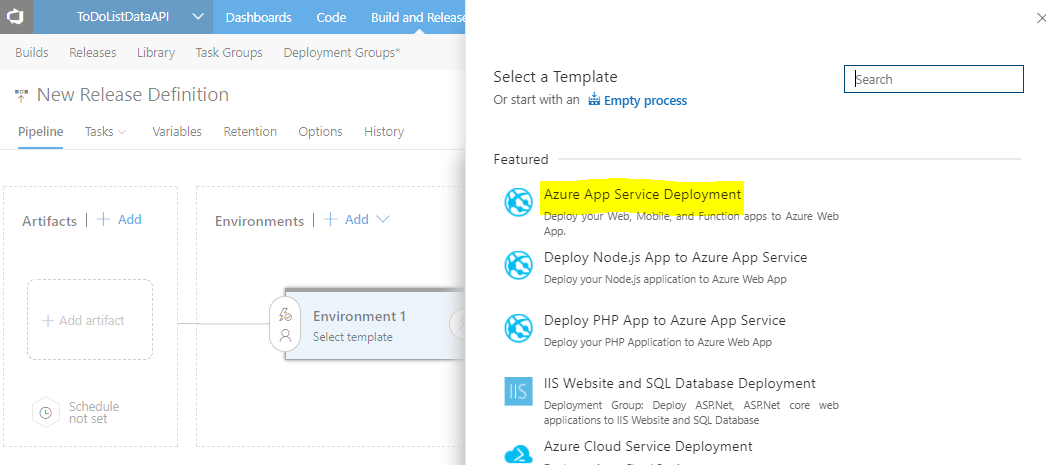 ToDoListDataAPI Dashboards Code Build and Release
Builds Releases Library Task Groups Deployment Groups*
New Release Definition
Pipeline Tasks Variables Retention Options History
Artifacts | + Add
+ Add artifact
Schedule
not set
Environments | + Add
Environment 1
Select template
Select a Template
Or start with an Empty process
Search
Featured
Azure App Service Deployment
Deploy your Web, Mobile, and Function apps to Azure Web
App.
Deploy Node.js App to Azure App Service
Deploy your Node.js application to Azure Web App
Deploy PHP App to Azure App Service
Deploy your PHP Application to Azure Web App
IIS
IIS Website and SQL Database Deployment
Deployment Group: Deploy ASP.Net, ASP.Net core web
applications to IIS Website and SQL Database
Azure Cloud Service Deployment